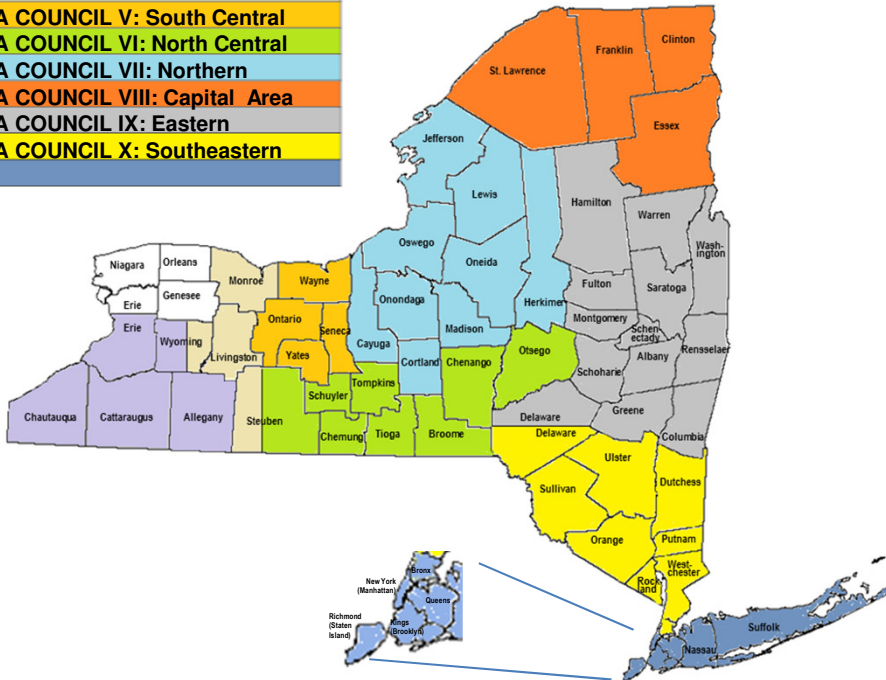 A COUNCIL V: South Central
A COUNCIL VI: North Central
A COUNCIL VII: Northern
A COUNCIL VIII: Capital Area
A COUNCIL IX: Eastern
A COUNCIL X: Southeastern
Clinton
Franklin
St. Lawrence
Essex
Jefferson
Lewis
Hamilton
Warren
Wash-
ington
Oswego
Oneida
Herkimer
Fulton
Saratoga
Niagara
Orleans
Monroe
Wayne
Genesee
Erie
Onondaga
Madison
Montgomery
Schen-
ectady
Erie
Wyoming
Livingston
Ontario
Seneca
Yates
Cayuga
Cortland
Chenango
Otsego
Schoharie
Albany
Rensselaer
Chautauqua
Cattaraugus
Allegany
Steuben
Schuyler
Tompkins
Chemung
Tioga
Broome
Delaware
Greene
Columbia
Delaware
Ulster
Sullivan
Dutchess
Orange
Putnam
West-
chester
Rock
land
Bronx
New York
(Manhattan)
Queens
Richmond
(Staten
Island)
Kings
(Brooklyn)
Suffolk
Nassau